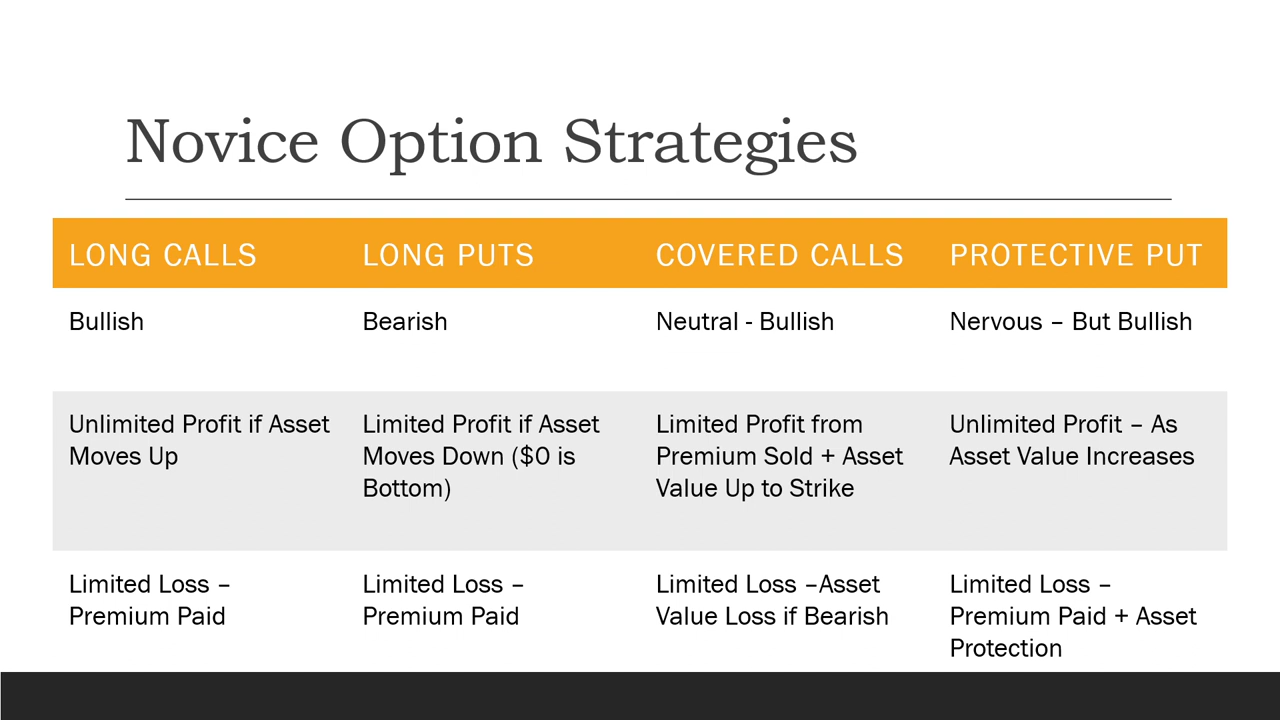 Novice Option Strategies
LONG CALLS LONG PUTS COVERED CALLS PROTECTIVE PUT
Bullish Bearish Neutral - Bullish Nervous – But Bullish
Unlimited Profit if Asset
Moves Up
Limited Profit if Asset
Moves Down ($0 is
Bottom)
Limited Profit from
Premium Sold + Asset
Value Up to Strike
Unlimited Profit – As
Asset Value Increases
Limited Loss –
Premium Paid
Limited Loss –
Premium Paid
Limited Loss –Asset
Value Loss if Bearish
Limited Loss –
Premium Paid + Asset
Protection